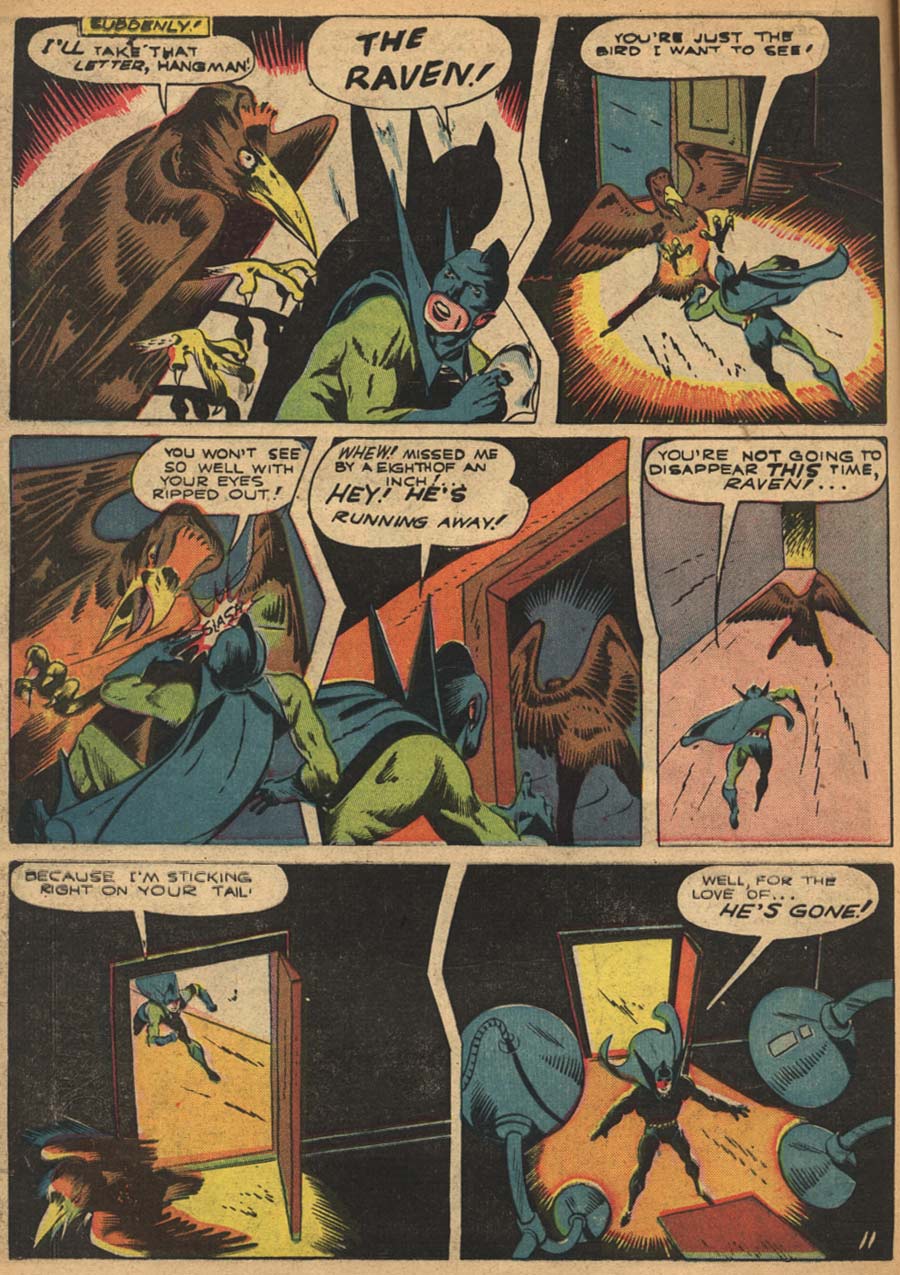 SUDDENLY!
I'LL TAKE THAT
LETTER, HANGMAN!
THE
RAVEN!
YOU'RE JUST THE
BIRD I WANT TO SEE!
YOU WON'T SEE
SO WELL WITH
YOUR EYES
RIPPED OUT!
SLASH
WHEW! MISSED ME
BY A EIGHTH OF AN
INCH!...
HEY! HE'S
RUNNING AWAY!
YOU'RE NOT GOING TO
DISAPPEAR THIS TIME,
RAVEN!...
BECAUSE I'M STICKING
RIGHT ON YOUR TAIL!
WELL, FOR THE
LOVE OF...
HE'S GONE!
11